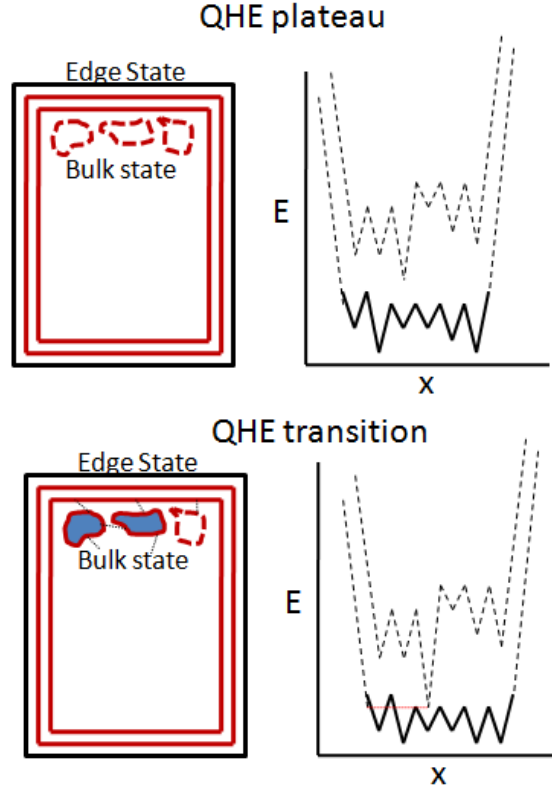 QHE plateau
Edge State
Bulk state
E
x
QHE transition
Edge State
Bulk state
E
x